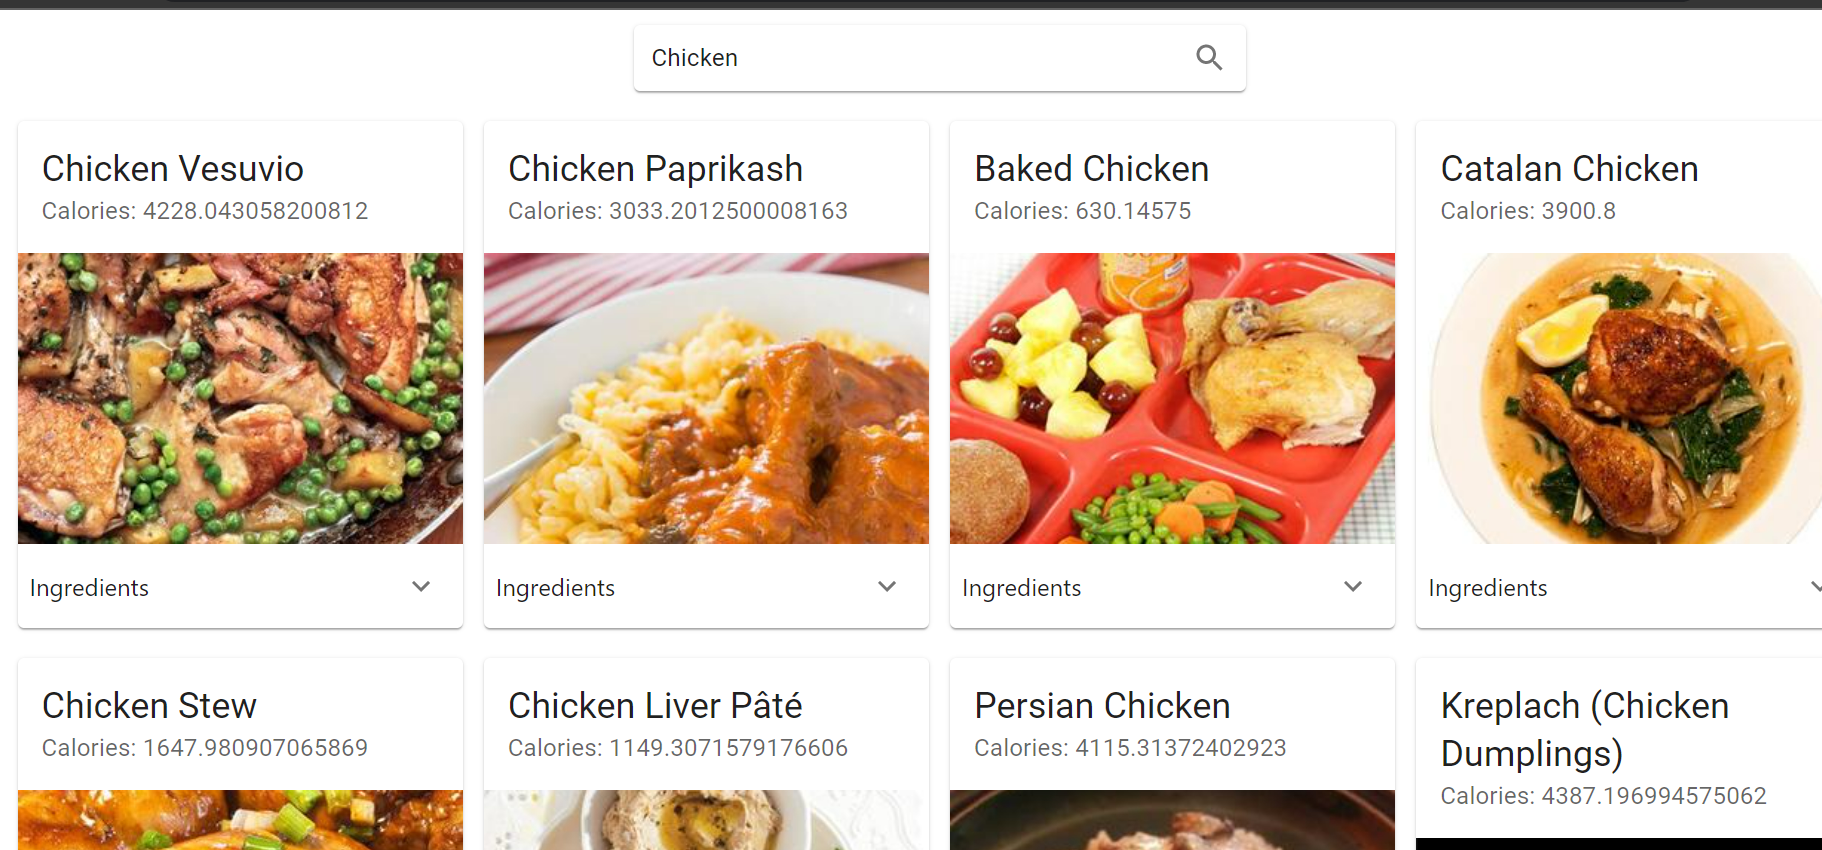 Chicken
Chicken Vesuvio
Calories: 4228.043058200812
Chicken Paprikash
Calories: 3033.2012500008163
Baked Chicken
Calories: 630.14575
Catalan Chicken
Calories: 3900.8
Ingredients
Ingredients
Ingredients
Ingredients
Chicken Stew
Calories: 1647.980907065869
Chicken Liver Pâté
Calories: 1149.3071579176606
Persian Chicken
Calories: 4115.31372402923
Kreplach (Chicken
Dumplings)
Calories: 4387.196994575062